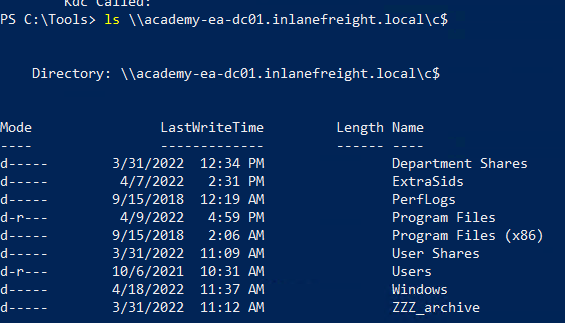 Kdc Called:
PS C:\Tools> ls \\academy-ea-dc01.inlanefreight.local\c$
Directory: \\academy-ea-dc01.inlanefreight.local\c$
Mode LastWriteTime Length Name
---- ------------- ------ ----
d----- 3/31/2022 12:34 PM Department Shares
d----- 4/7/2022 2:31 PM ExtraSids
d----- 9/15/2018 12:19 AM PerfLogs
d-r--- 4/9/2022 4:59 PM Program Files
d----- 9/15/2018 2:06 AM Program Files (x86)
d----- 3/31/2022 11:09 AM User Shares
d-r--- 10/6/2021 10:31 AM Users
d----- 4/18/2022 11:37 AM Windows
d----- 3/31/2022 11:12 AM ZZZ_archive